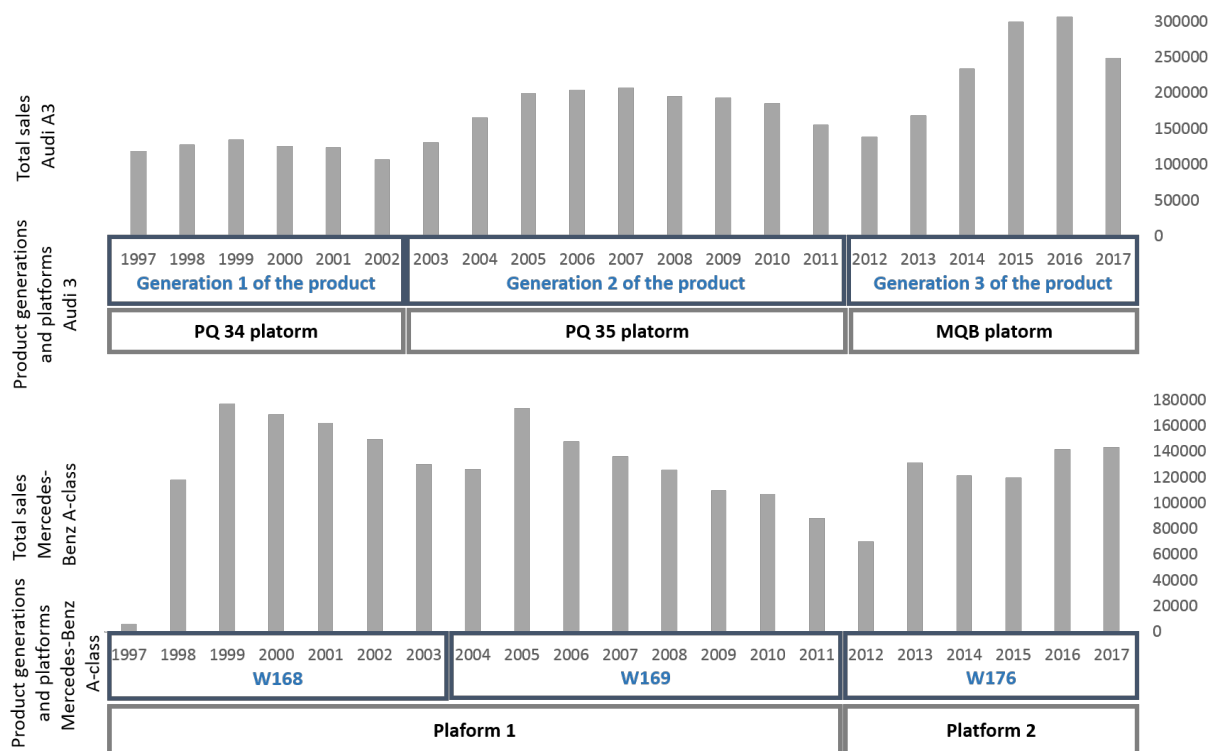 Total sales
Audi A3
300000
250000
200000
150000
100000
50000
0
Product generations
and platforms
Audi 3
1997 1998 1999 2000 2001 2002 2003 2004 2005 2006 2007 2008 2009 2010 2011 2012 2013 2014 2015 2016 2017
Generation 1 of the product Generation 2 of the product Generation 3 of the product
PQ 34 platorm PQ 35 platorm MQB platorm
Total sales
Mercedes-
Benz A-class
180000
160000
140000
120000
100000
80000
60000
40000
20000
0
Product generations
and platforms
Mercedes-Benz
A-class
1997 1998 1999 2000 2001 2002 2003 2004 2005 2006 2007 2008 2009 2010 2011 2012 2013 2014 2015 2016 2017
W168 W169 W176
Plaform 1 Platform 2